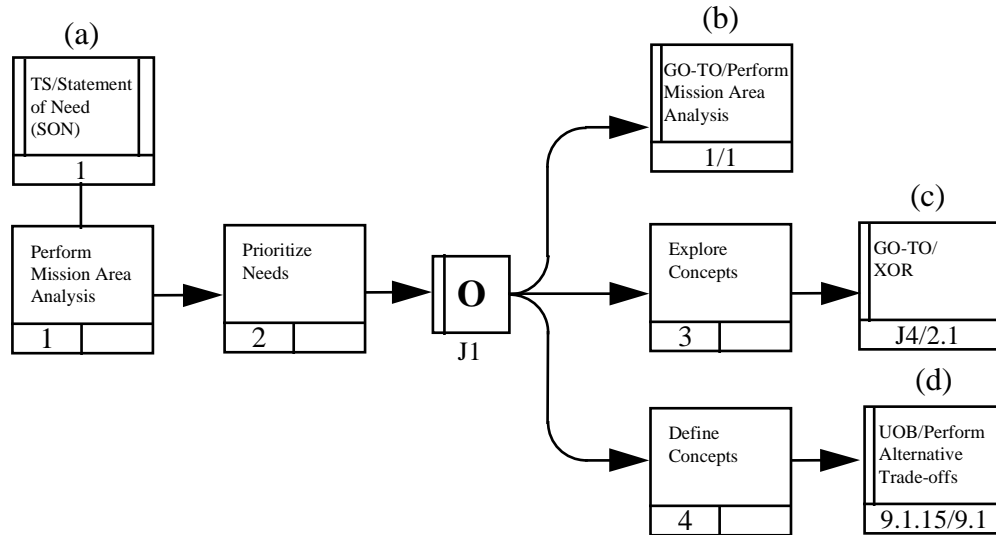 (a)
TS/Statement
of Need
(SON)
1
Perform
Mission Area
Analysis
1
Prioritize
Needs
2
O
J1
(b)
GO-TO/Perform
Mission Area
Analysis
1/1
Explore
Concepts
3
(c)
GO-TO/
XOR
J4/2.1
Define
Concepts
4
(d)
UOB/Perform
Alternative
Trade-offs
9.1.15/9.1